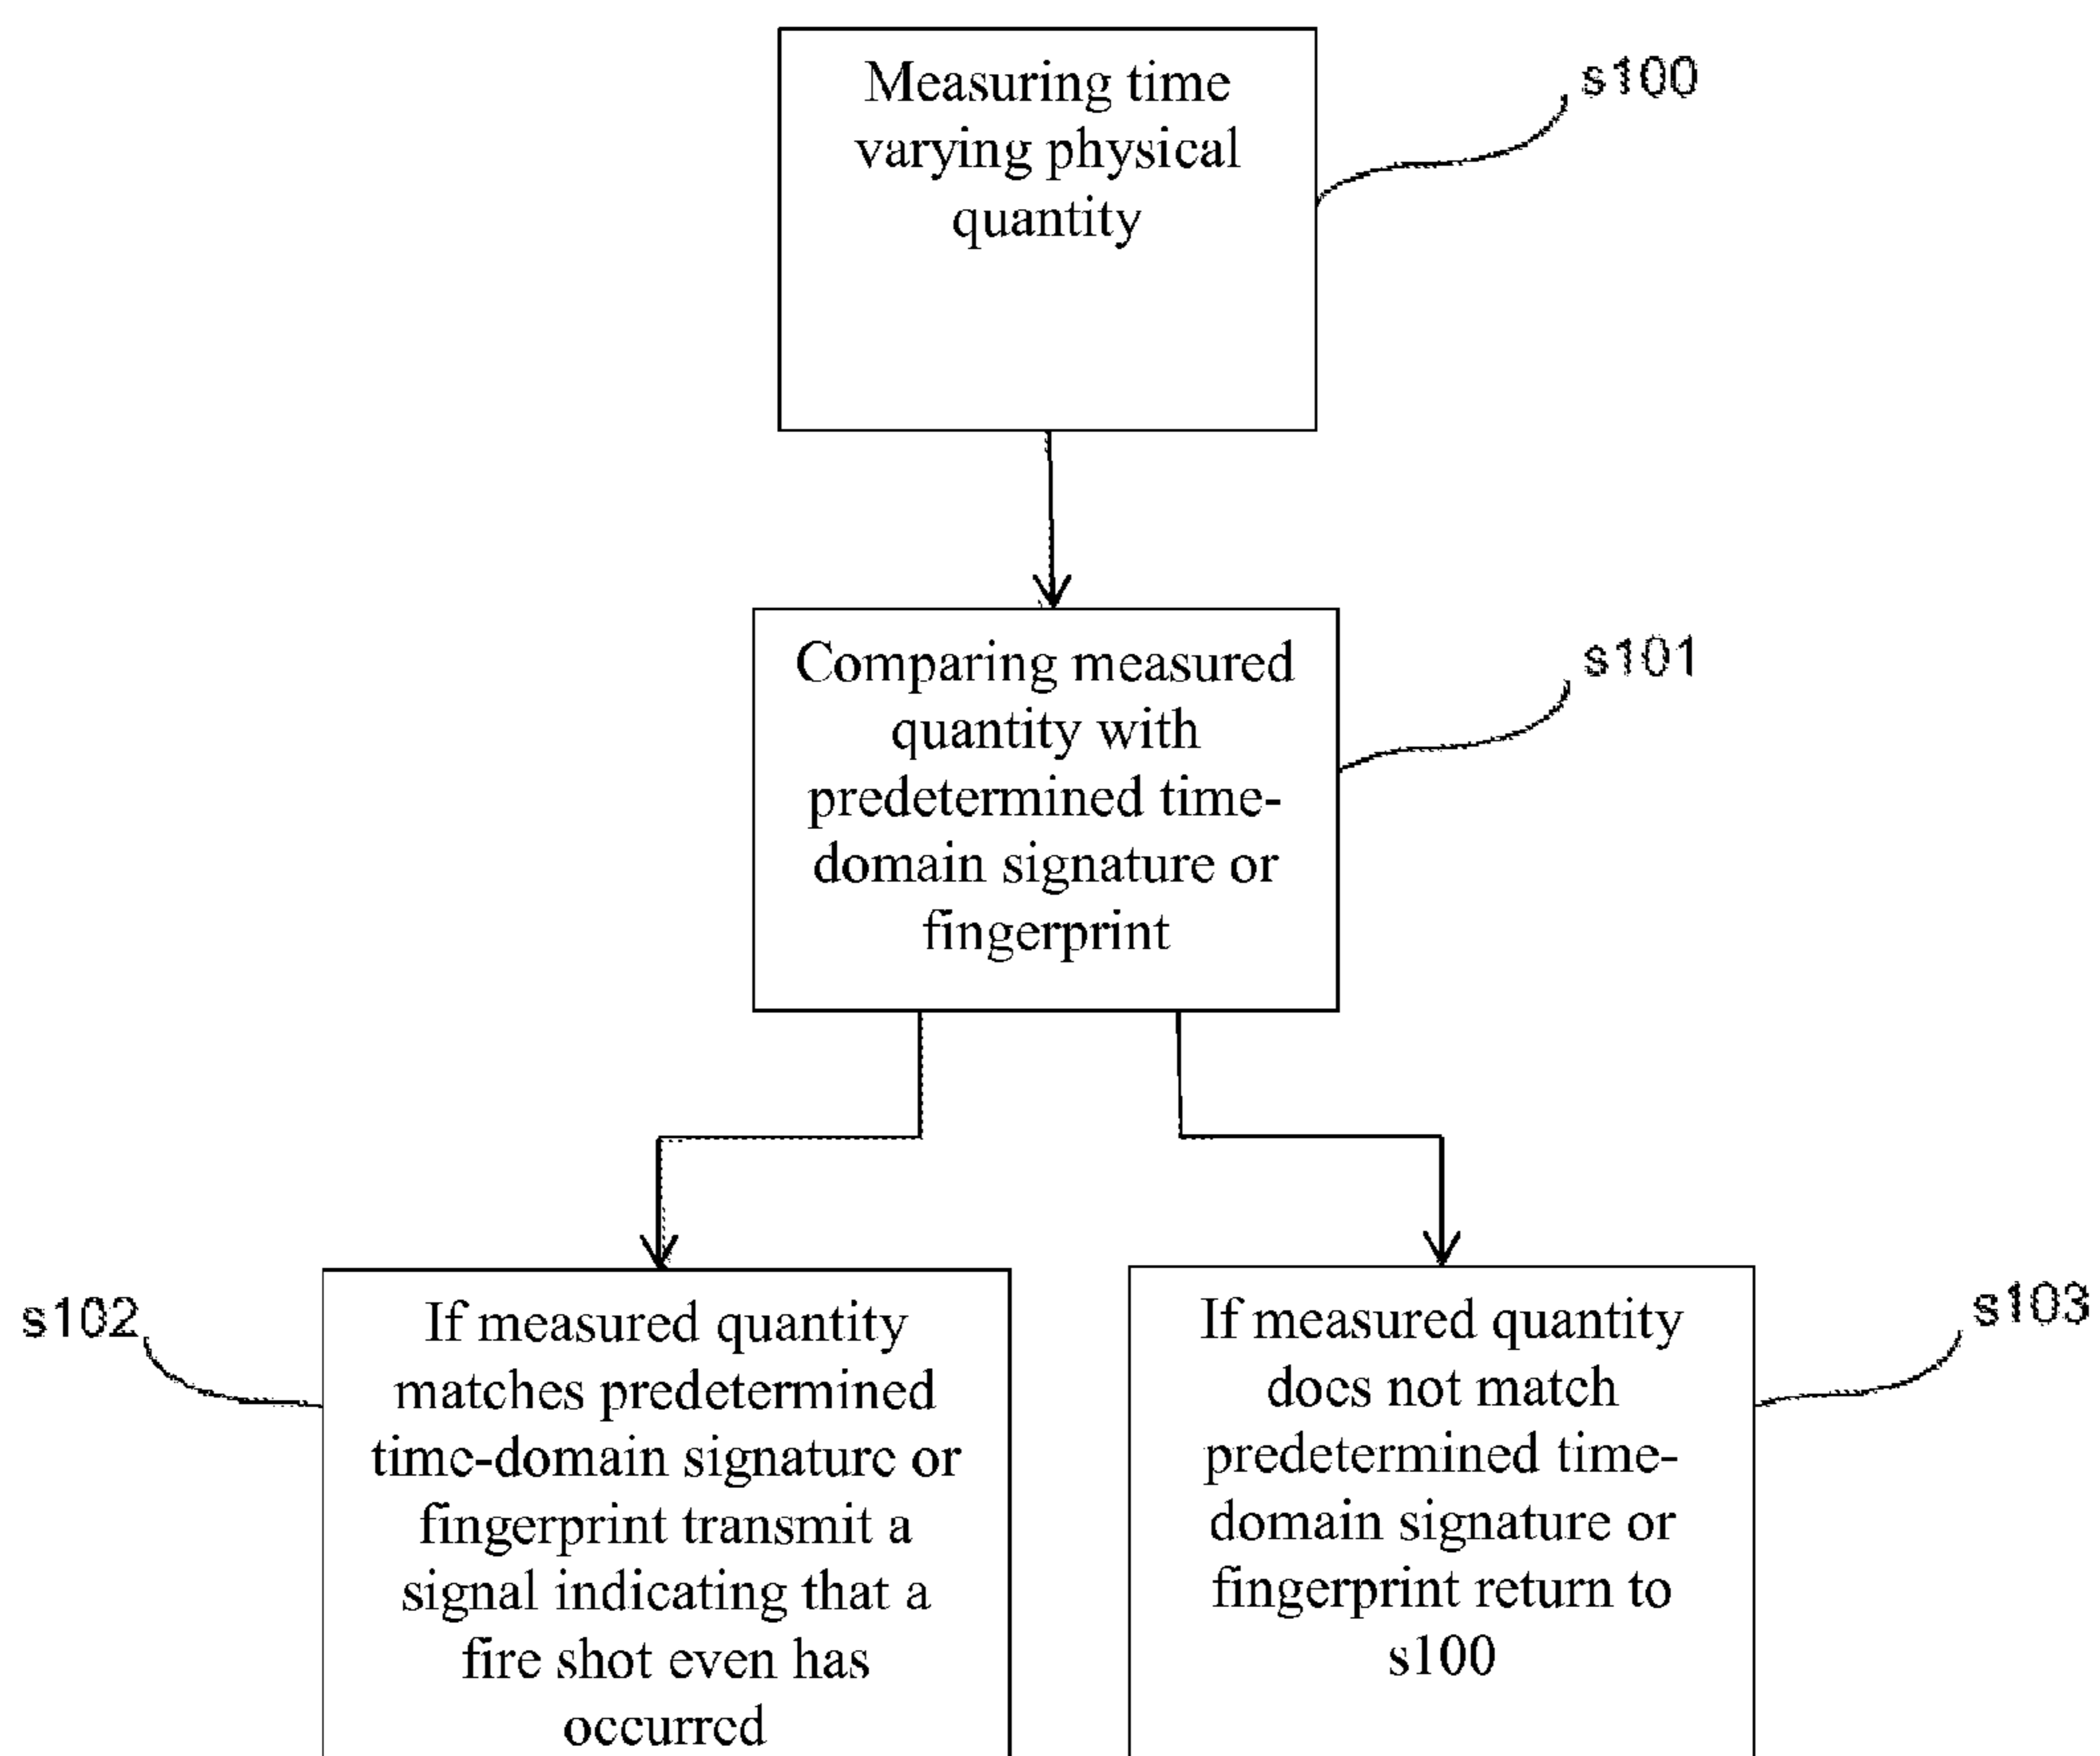 Measuring time
varying physical
quantity
s100
Comparing measured
quantity with
predetermined time-
domain signature or
fingerprint
s101
s102
If measured quantity
matches predetermined
time-domain signature or
fingerprint transmit a
signal indicating that a
fire shot even has
occurred
If measured quantity
does not match
predetermined time-
domain signature or
fingerprint return to
s100
s103